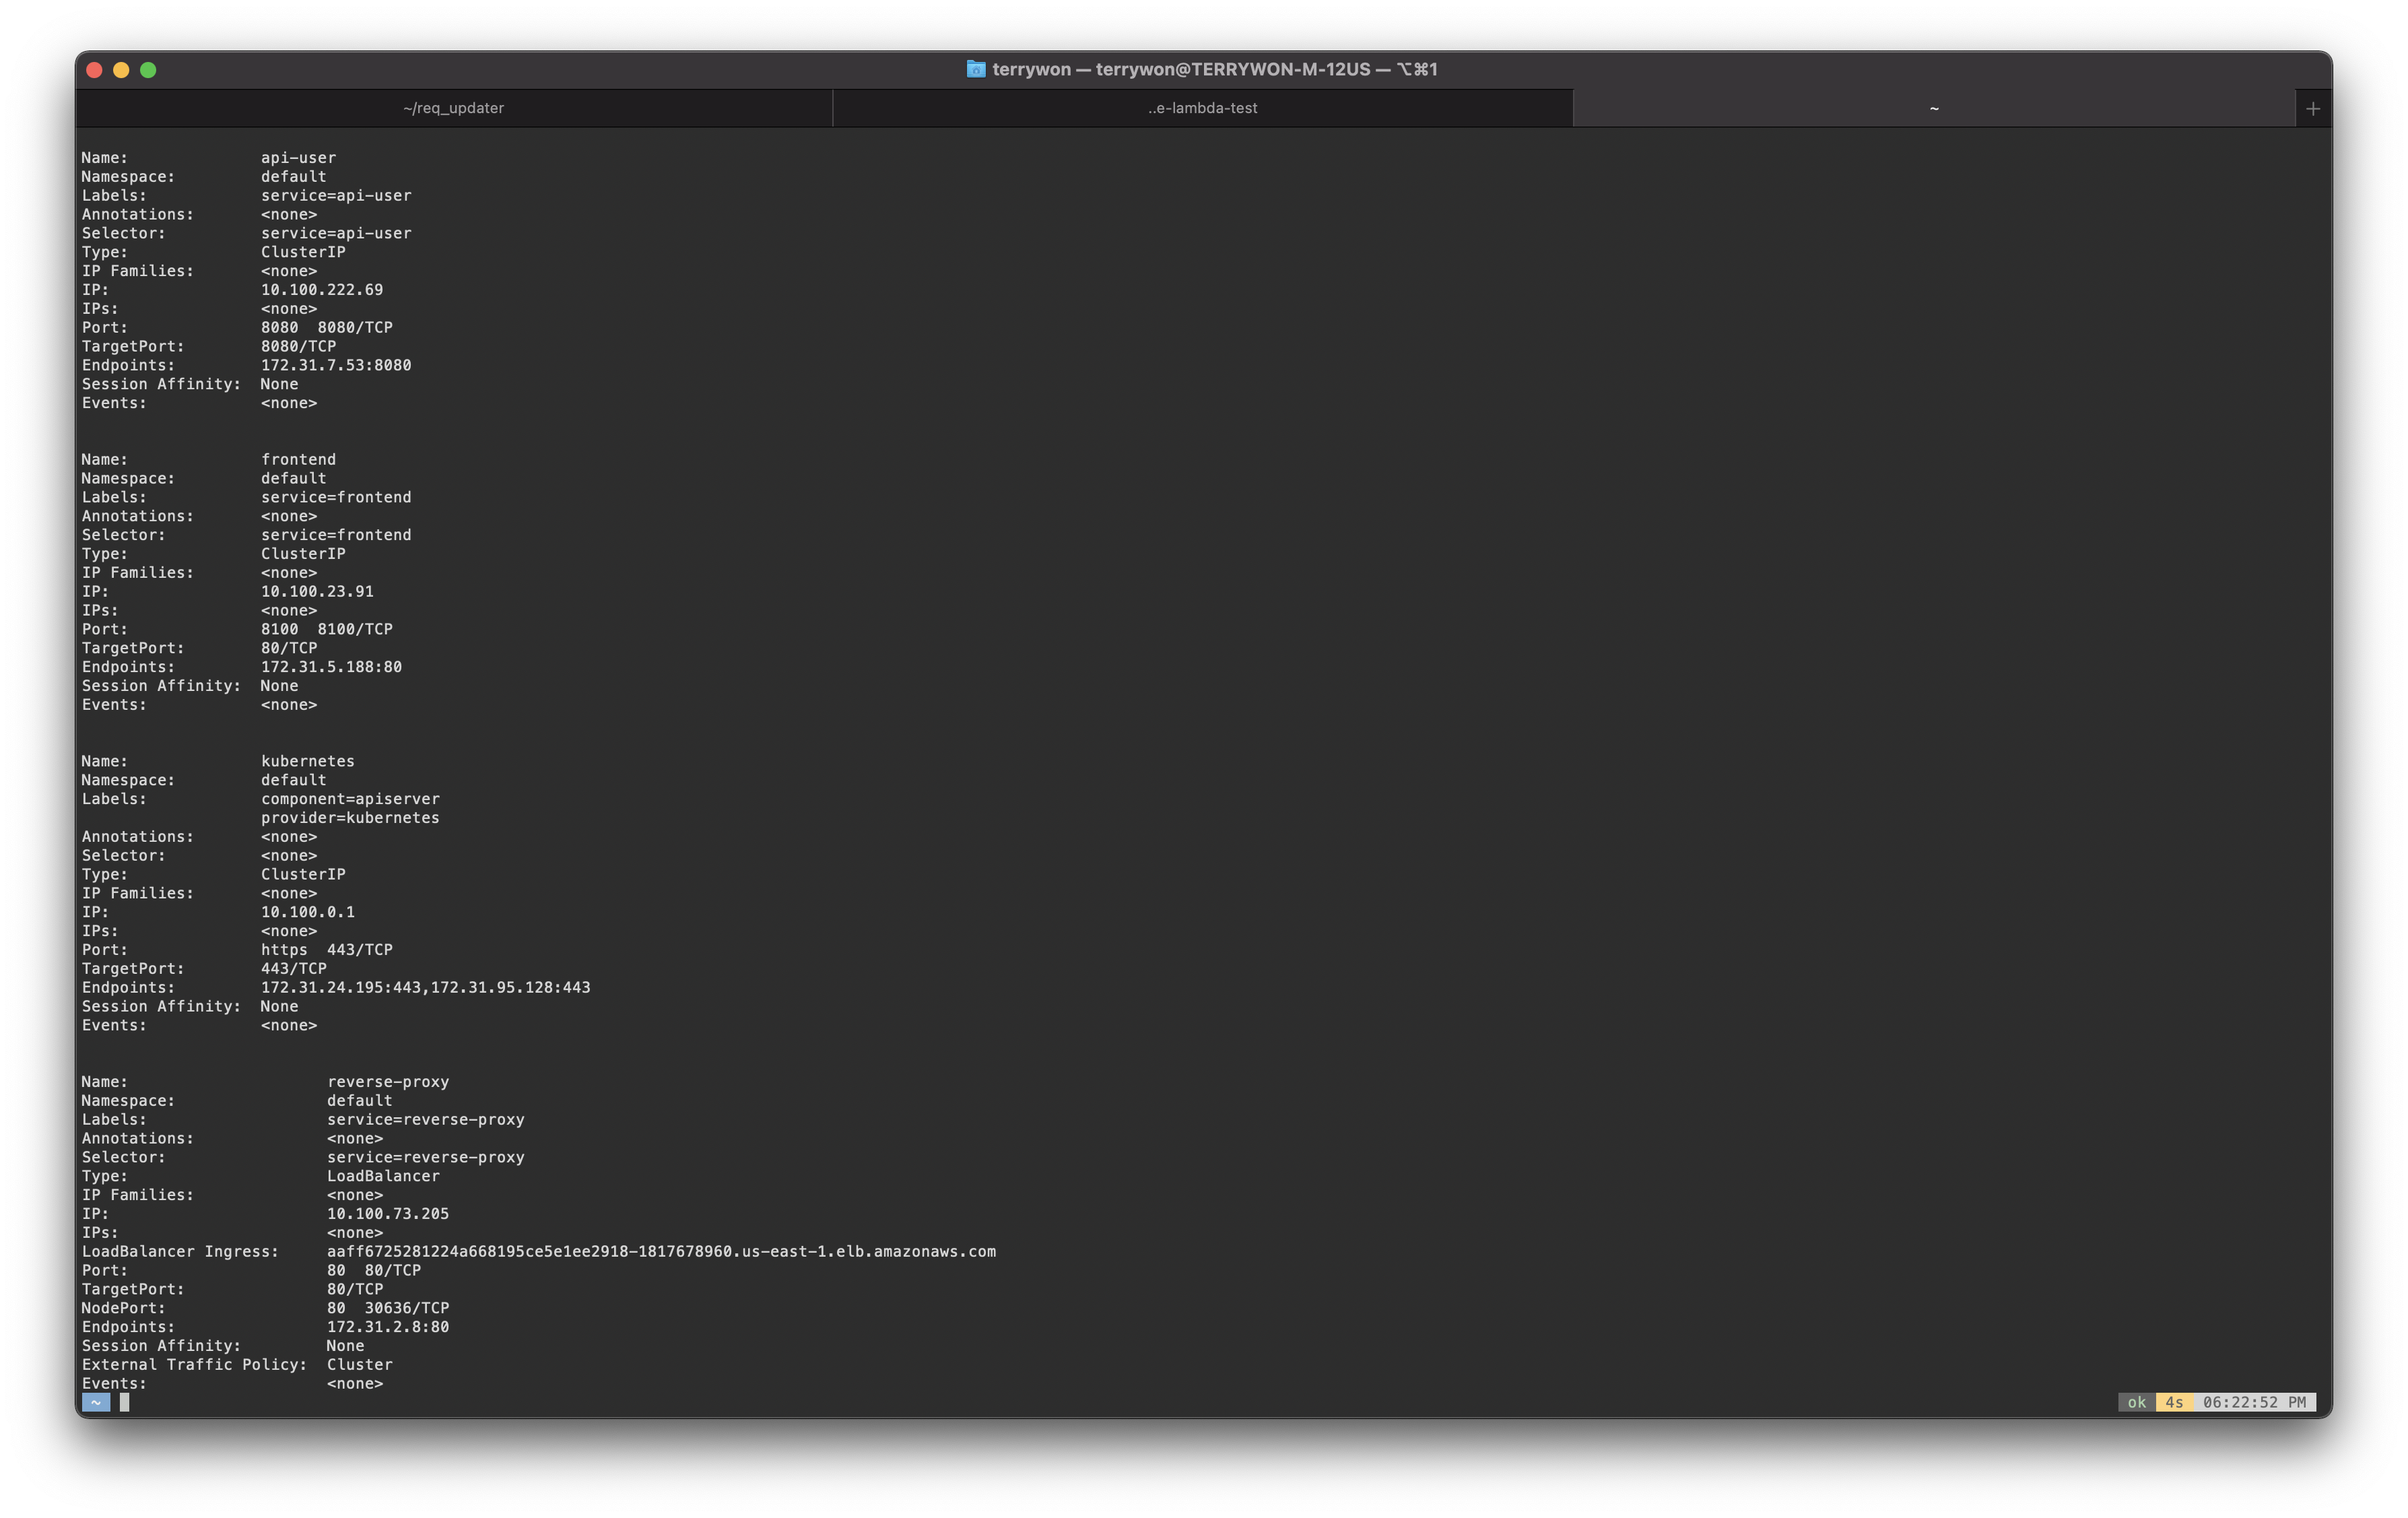 terrywon — terrywon@TERRYWON-M-12US — ⌥⌘1
~/req_updater ..e-lambda-test ~ +
Name: api-user
Namespace: default
Labels: service=api-user
Annotations: <none>
Selector: service=api-user
Type: ClusterIP
IP Families: <none>
IP: 10.100.222.69
IPs: <none>
Port: 8080 8080/TCP
TargetPort: 8080/TCP
Endpoints: 172.31.7.53:8080
Session Affinity: None
Events: <none>
Name: frontend
Namespace: default
Labels: service=frontend
Annotations: <none>
Selector: service=frontend
Type: ClusterIP
IP Families: <none>
IP: 10.100.23.91
IPs: <none>
Port: 8100 8100/TCP
TargetPort: 80/TCP
Endpoints: 172.31.5.188:80
Session Affinity: None
Events: <none>
Name: kubernetes
Namespace: default
Labels: component=apiserver
provider=kubernetes
Annotations: <none>
Selector: <none>
Type: ClusterIP
IP Families: <none>
IP: 10.100.0.1
IPs: <none>
Port: https 443/TCP
TargetPort: 443/TCP
Endpoints: 172.31.24.195:443,172.31.95.128:443
Session Affinity: None
Events: <none>
Name: reverse-proxy
Namespace: default
Labels: service=reverse-proxy
Annotations: <none>
Selector: service=reverse-proxy
Type: LoadBalancer
IP Families: <none>
IP: 10.100.73.205
IPs: <none>
LoadBalancer Ingress: aaff6725281224a668195ce5e1ee2918-1817678960.us-east-1.elb.amazonaws.com
Port: 80 80/TCP
TargetPort: 80/TCP
NodePort: 80 30636/TCP
Endpoints: 172.31.2.8:80
Session Affinity: None
External Traffic Policy: Cluster
Events: <none>
~ ok 4s 06:22:52 PM